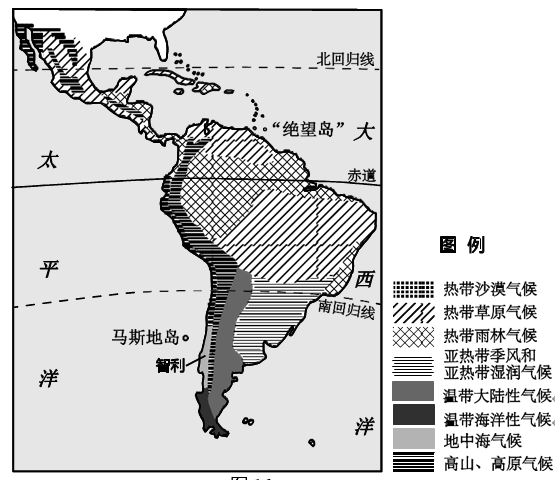 北回归线
“绝望岛”
大
太
赤道
平
西
南回归线
马斯地岛
智利
洋
洋
图 例
热带沙漠气候
热带草原气候
热带雨林气候
亚热带季风和
亚热带湿润气候
温带大陆性气候。
温带海洋性气候。
地中海气候
高山、高原气候